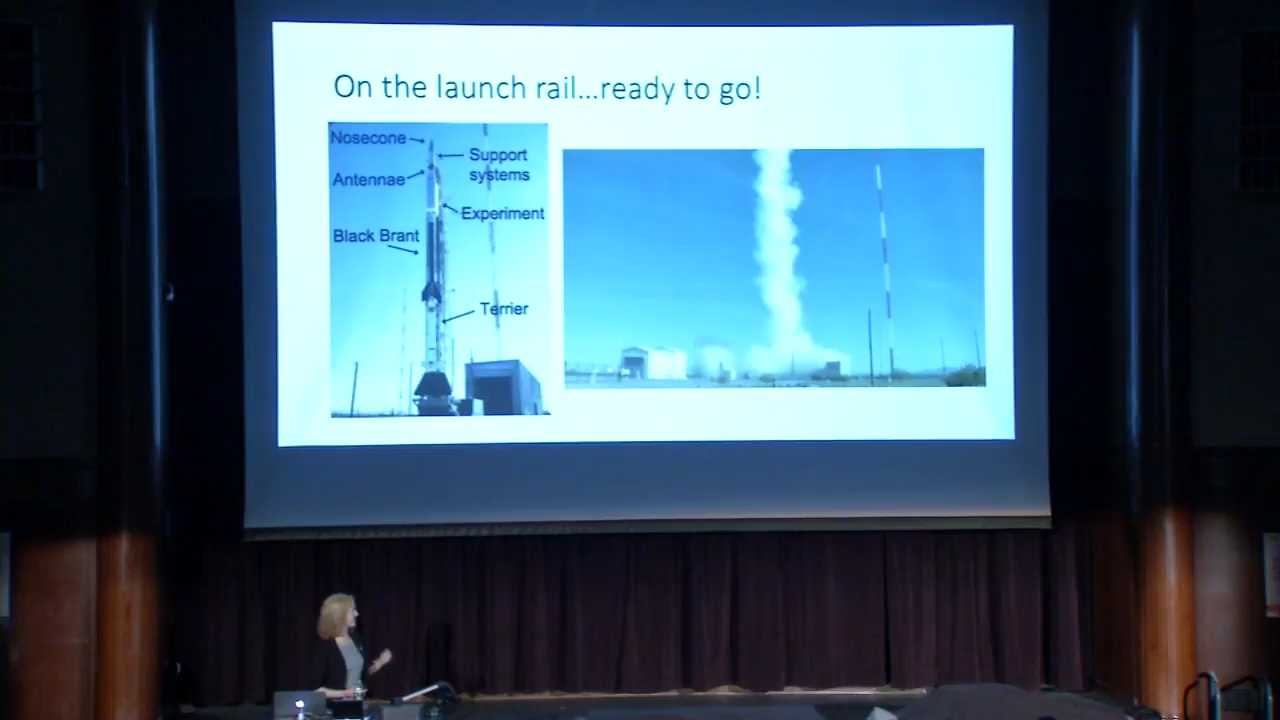 On the launch rail...ready to go!
Nosecone
Support
systems
Antennae
Experiment
Black Brant
Terrier